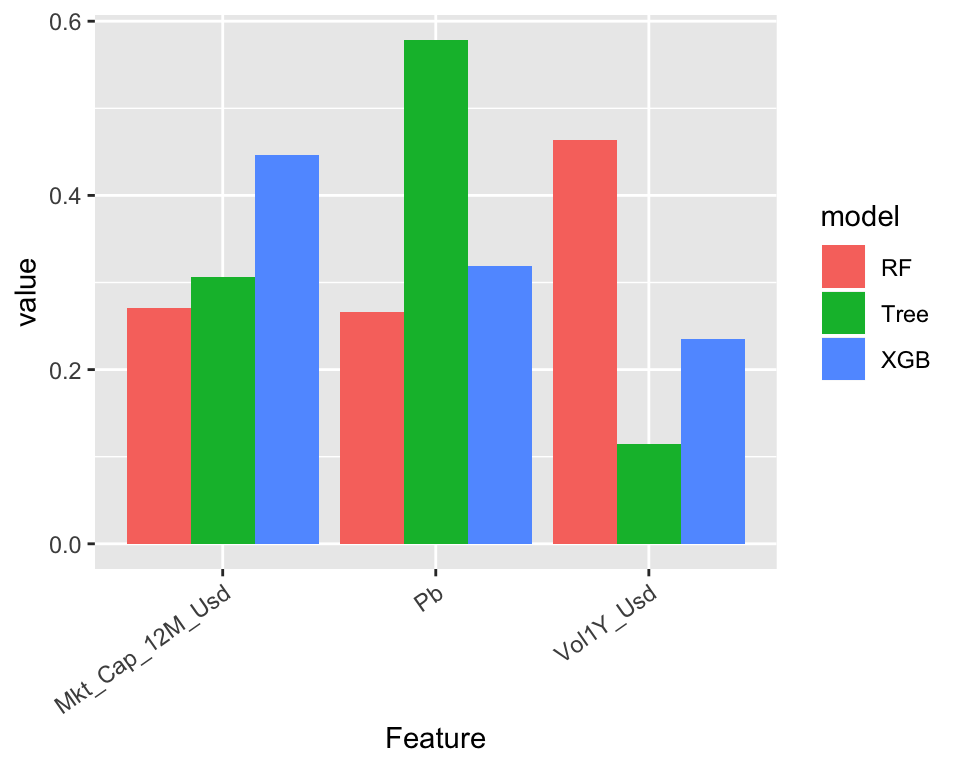 0.6
0.4
0.2
0.0
value
Mkt_Cap_12M_Usd
Pb
Vol1Y_Usd
Feature
model
RF
Tree
XGB